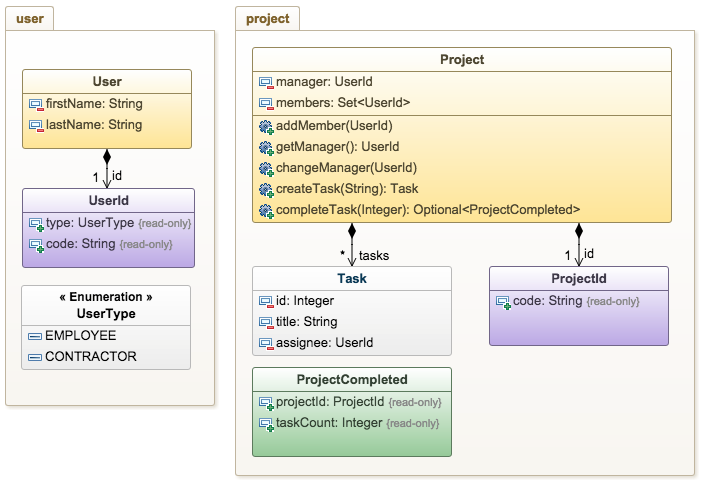 user
User
firstName: String
lastName: String
1
id
UserId
type: UserType {read-only}
code: String {read-only}
« Enumeration »
UserType
EMPLOYEE
CONTRACTOR
project
Project
manager: UserId
members: Set<UserId>
addMember(UserId)
getManager(): UserId
changeManager(UserId)
createTask(String): Task
completeTask(Integer): Optional<ProjectCompleted>
* tasks
1 id
Task
id: Integer
title: String
assignee: UserId
ProjectId
code: String {read-only}
ProjectCompleted
projectId: ProjectId {read-only}
taskCount: Integer {read-only}